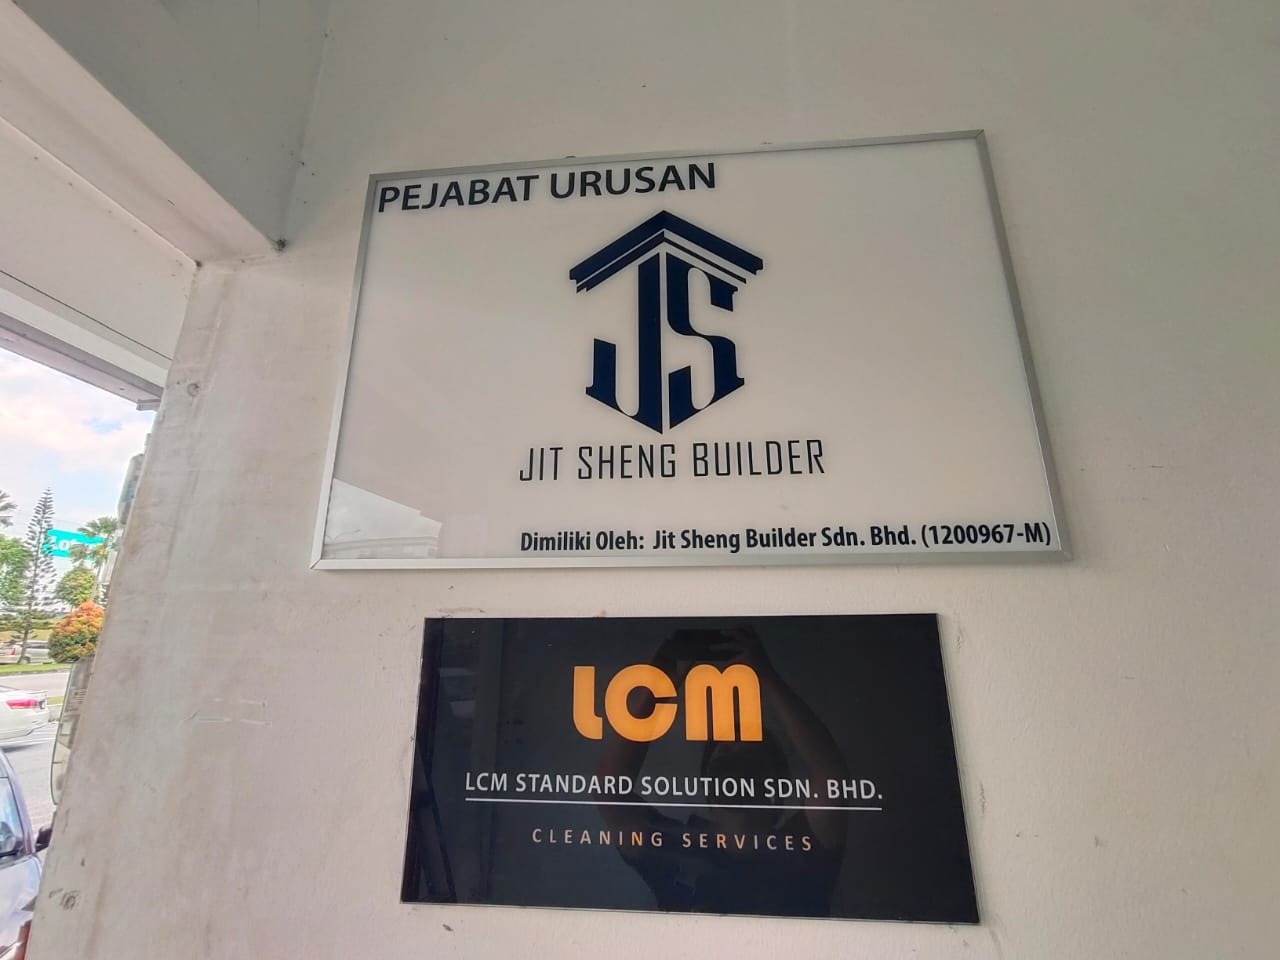 PEJABAT URUSAN
JS
JIT SHENG BUILDER
Dimiliki Oleh: Jit Sheng Builder Sdn. Bhd. (1200967-M)
LCM
LCM STANDARD SOLUTION SDN. BHD.
CLEANING SERVICES